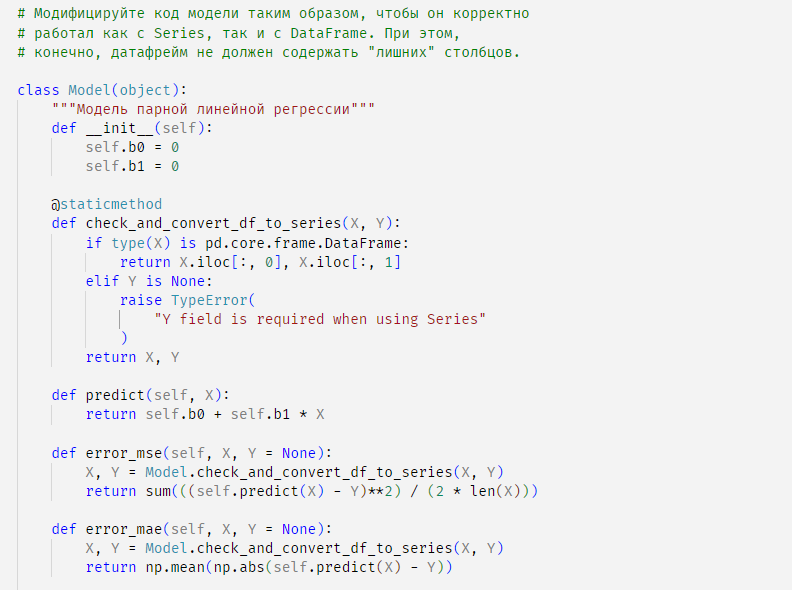 # Модифицируйте код модели таким образом, чтобы он корректно
# работал как с Series, так и с DataFrame. При этом,
# конечно, датафрейм не должен содержать "лишних" столбцов.

class Model(object):
    """Модель парной линейной регрессии"""
    def __init__(self):
        self.b0 = 0
        self.b1 = 0

    @staticmethod
    def check_and_convert_df_to_series(X, Y):
        if type(X) is pd.core.frame.DataFrame:
            return X.iloc[:, 0], X.iloc[:, 1]
        elif Y is None:
            raise TypeError(
                "Y field is required when using Series"
            )
        return X, Y

    def predict(self, X):
        return self.b0 + self.b1 * X

    def error_mse(self, X, Y = None):
        X, Y = Model.check_and_convert_df_to_series(X, Y)
        return sum(((self.predict(X) - Y)**2) / (2 * len(X)))

    def error_mae(self, X, Y = None):
        X, Y = Model.check_and_convert_df_to_series(X, Y)
        return np.mean(np.abs(self.predict(X) - Y))